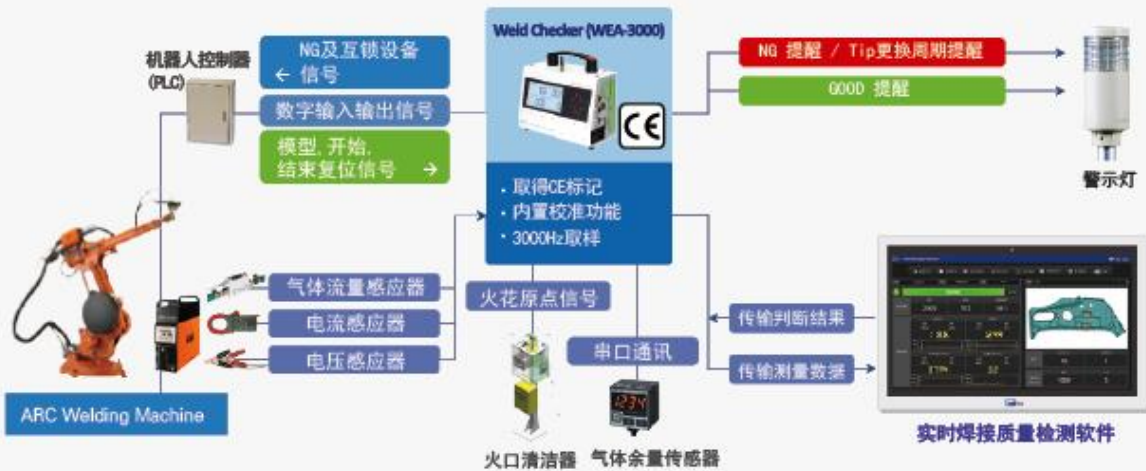 Weld Checker (WEA-3000)
机器人控制器
(PLC)
NG及互锁设备
← 信号
数字输入输出信号
模型, 开始,
结束复位信号 →
CE
· 取得CE标记
· 内置校准功能
· 3000Hz取样
NG 提醒 / Tip更换周期提醒
GOOD 提醒
警示灯
气体流量感应器
电流感应器
电压感应器
ARC Welding Machine
火花原点信号
串口通讯
1234
火口清洁器
气体余量传感器
传输判断结果
传输测量数据
实时焊接质量检测软件